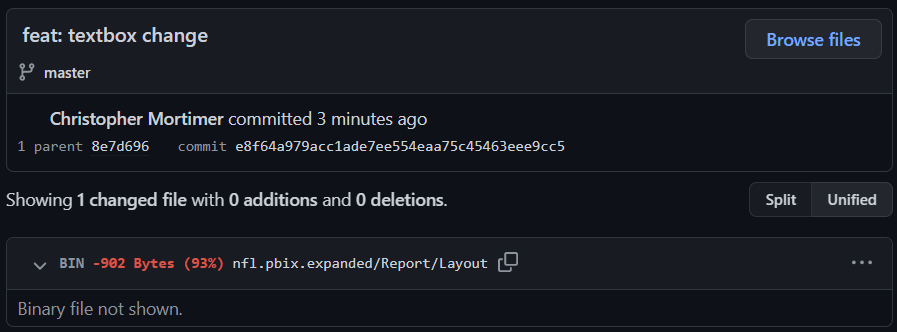 feat: textbox change
Browse files
master
Christopher Mortimer committed 3 minutes ago
1 parent 8e7d696 commit e8f64a979acc1ade7ee554eaa75c45463eee9cc5
Showing 1 changed file with 0 additions and 0 deletions.
Split Unified
BIN -902 Bytes (93%) nfl.pbix.expanded/Report/Layout
Binary file not shown.